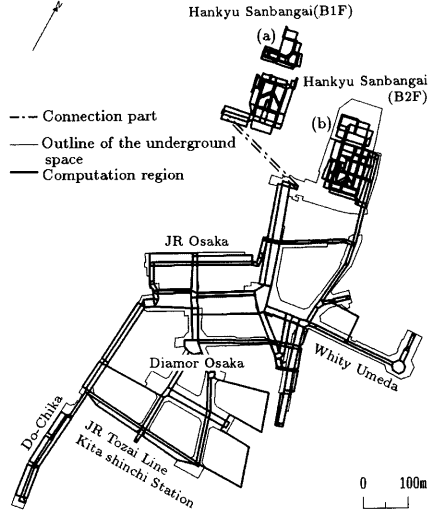 N
Hankyu Sanbangai(B1F)
(a)
Hankyu Sanbangai
(B2F)
(b)
Connection part
Outline of the underground
space
Computation region
JR Osaka
Diamor Osaka
Whity Umeda
Do-Chika
JR Tozai Line
Kita shinchi Station
0 100m